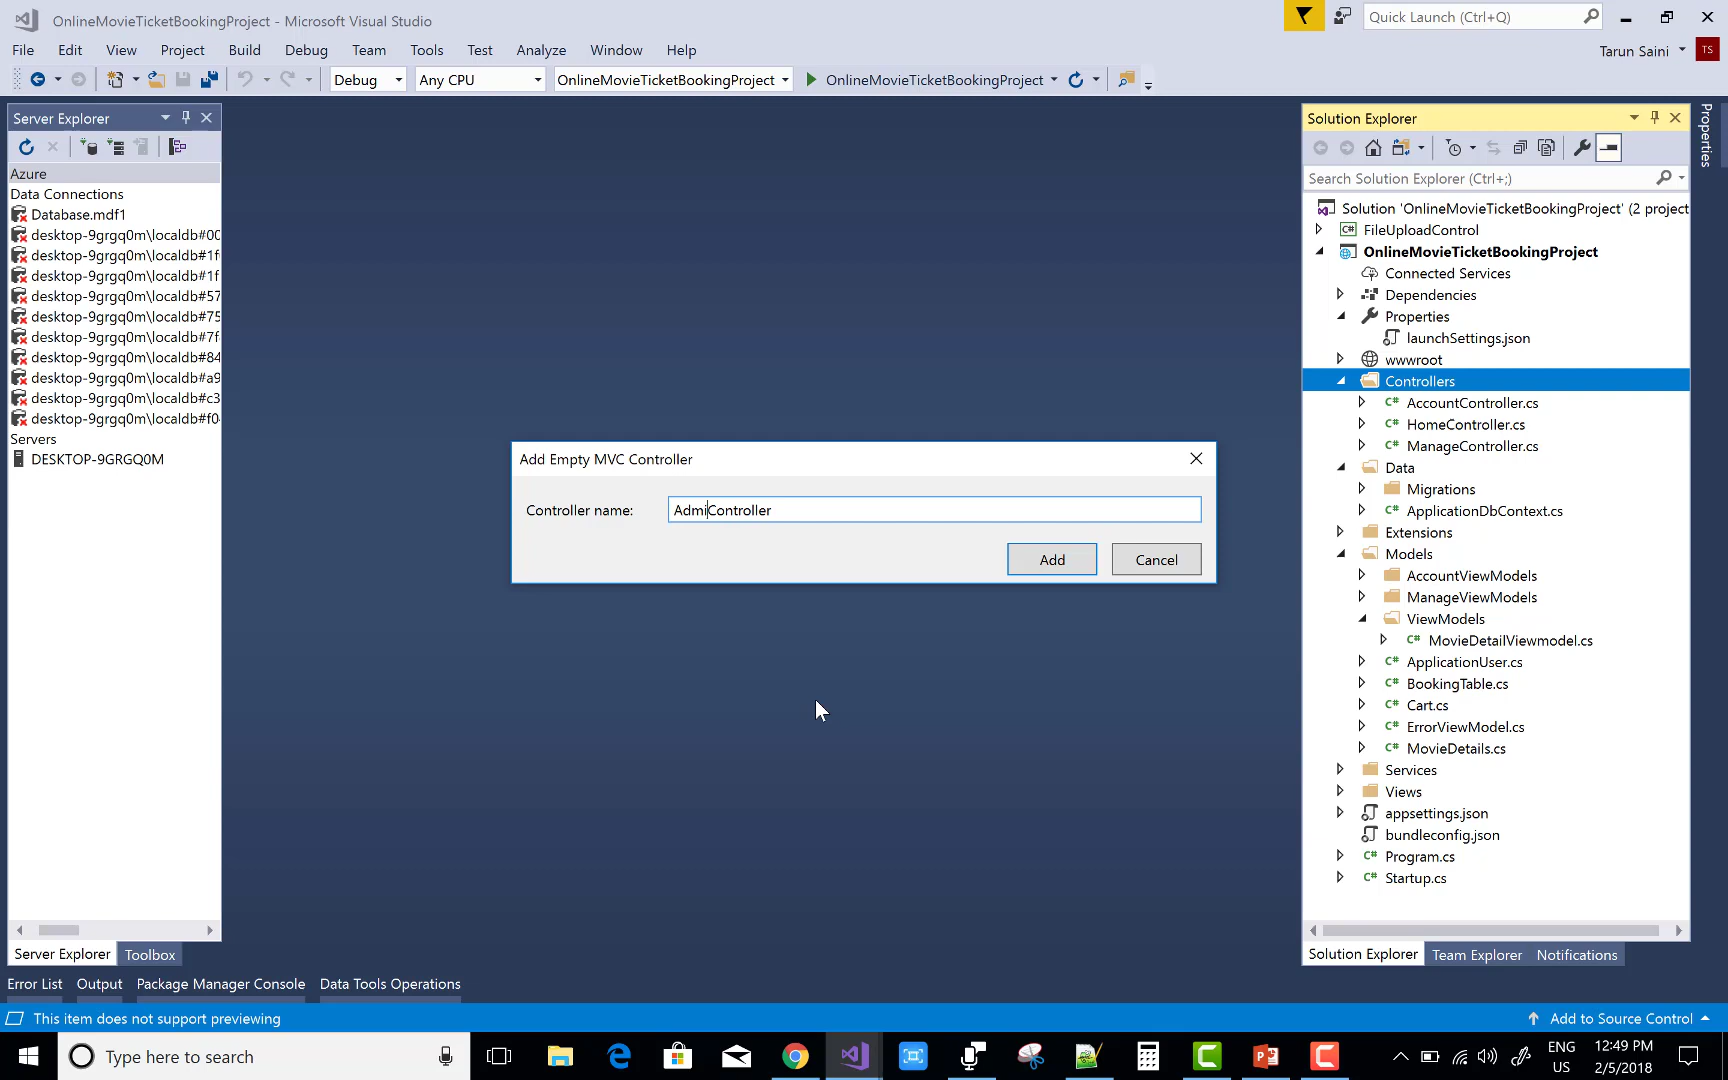 OnlineMovieTicketBookingProject - Microsoft Visual Studio
Quick Launch (Ctrl+Q)
File Edit View Project Build Debug Team Tools Test Analyze Window Help
Tarun Saini TS
Debug Any CPU OnlineMovieTicketBookingProject OnlineMovieTicketBookingProject
Server Explorer
Azure
Data Connections
Database.mdf1
desktop-9grgq0m\localdb#00
desktop-9grgq0m\localdb#1f
desktop-9grgq0m\localdb#1f
desktop-9grgq0m\localdb#57
desktop-9grgq0m\localdb#75
desktop-9grgq0m\localdb#7f
desktop-9grgq0m\localdb#84
desktop-9grgq0m\localdb#a9
desktop-9grgq0m\localdb#c3
desktop-9grgq0m\localdb#f0
Servers
DESKTOP-9GRGQ0M
Server Explorer Toolbox
Add Empty MVC Controller
Controller name: AdmiController
Add Cancel
Solution Explorer
Search Solution Explorer (Ctrl+;)
Solution 'OnlineMovieTicketBookingProject' (2 project
C# FileUploadControl
OnlineMovieTicketBookingProject
Connected Services
Dependencies
Properties
launchSettings.json
wwwroot
Controllers
C# AccountController.cs
C# HomeController.cs
C# ManageController.cs
Data
Migrations
C# ApplicationDbContext.cs
Extensions
Models
AccountViewModels
ManageViewModels
ViewModels
C# MovieDetailViewmodel.cs
C# ApplicationUser.cs
C# BookingTable.cs
C# Cart.cs
C# ErrorViewModel.cs
C# MovieDetails.cs
Services
Views
appsettings.json
bundleconfig.json
C# Program.cs
C# Startup.cs
Solution Explorer Team Explorer Notifications
Properties
Error List Output Package Manager Console Data Tools Operations
This item does not support previewing
Add to Source Control
Type here to search
ENG
US
12:49 PM
2/5/2018